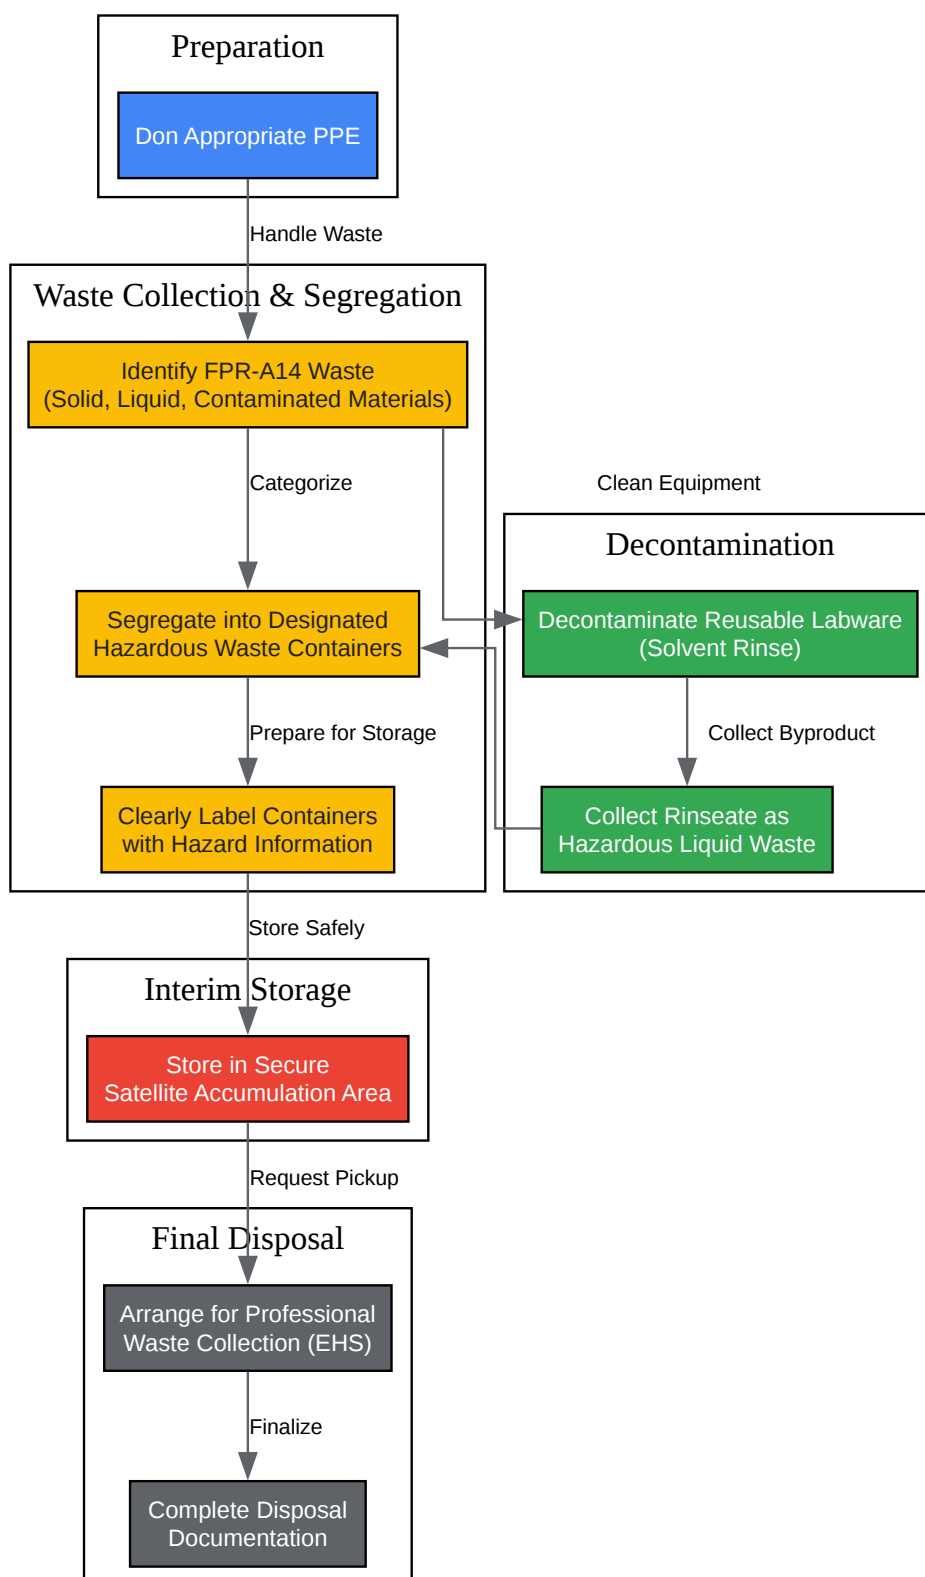 Preparation
Don Appropriate PPE
Handle Waste
Waste Collection & Segregation
Identify FPR-A14 Waste
(Solid, Liquid, Contaminated Materials)
Categorize
Clean Equipment
Decontamination
Segregate into Designated
Hazardous Waste Containers
Decontaminate Reusable Labware
(Solvent Rinse)
Prepare for Storage
Collect Byproduct
Clearly Label Containers
with Hazard Information
Collect Rinseate as
Hazardous Liquid Waste
Store Safely
Interim Storage
Store in Secure
Satellite Accumulation Area
Request Pickup
Final Disposal
Arrange for Professional
Waste Collection (EHS)
Finalize
Complete Disposal
Documentation